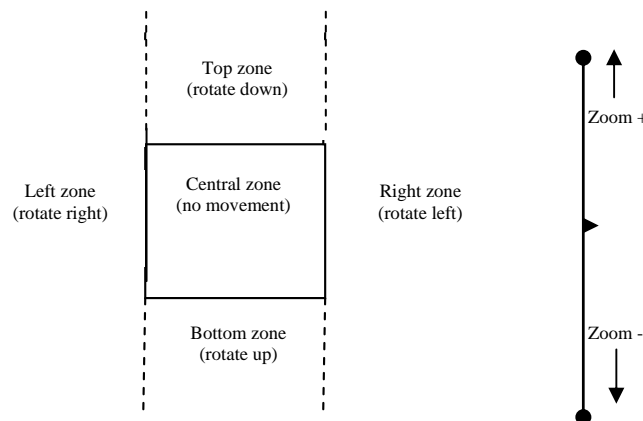 Top zone
(rotate down)
Zoom +
Left zone
(rotate right)
Central zone
(no movement)
Right zone
(rotate left)
Bottom zone
(rotate up)
Zoom -